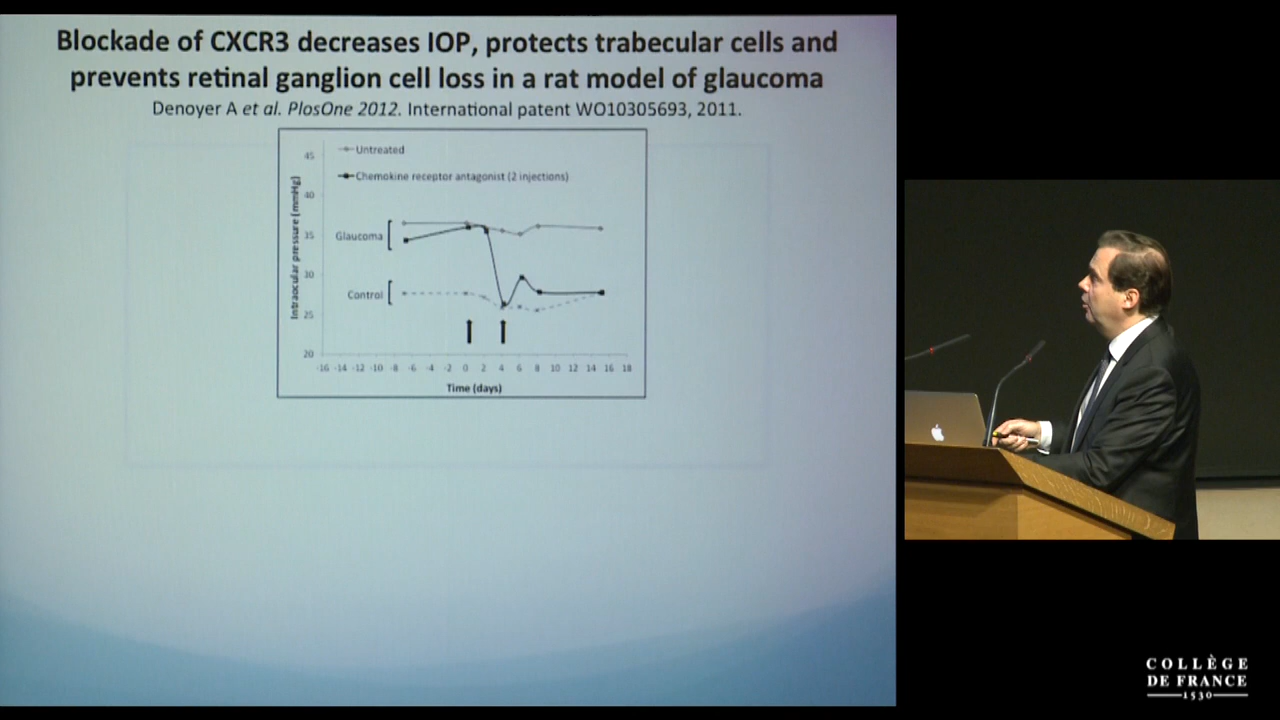 Blockade of CXCR3 decreases IOP, protects trabecular cells and
prevents retinal ganglion cell loss in a rat model of glaucoma
Denoyer A et al. PlosOne 2012. International patent WO10305693, 2011.
Untreated
Chemokine receptor antagonist (2 injections)
Intraocular pressure (mmHg)
45
40
35
30
25
20
Glaucoma
Control
-16 -14 -12 -10 -8 -6 -4 -2 0 2 4 6 8 10 12 14 16 18
Time (days)
COLLÈGE
DE FRANCE
1530